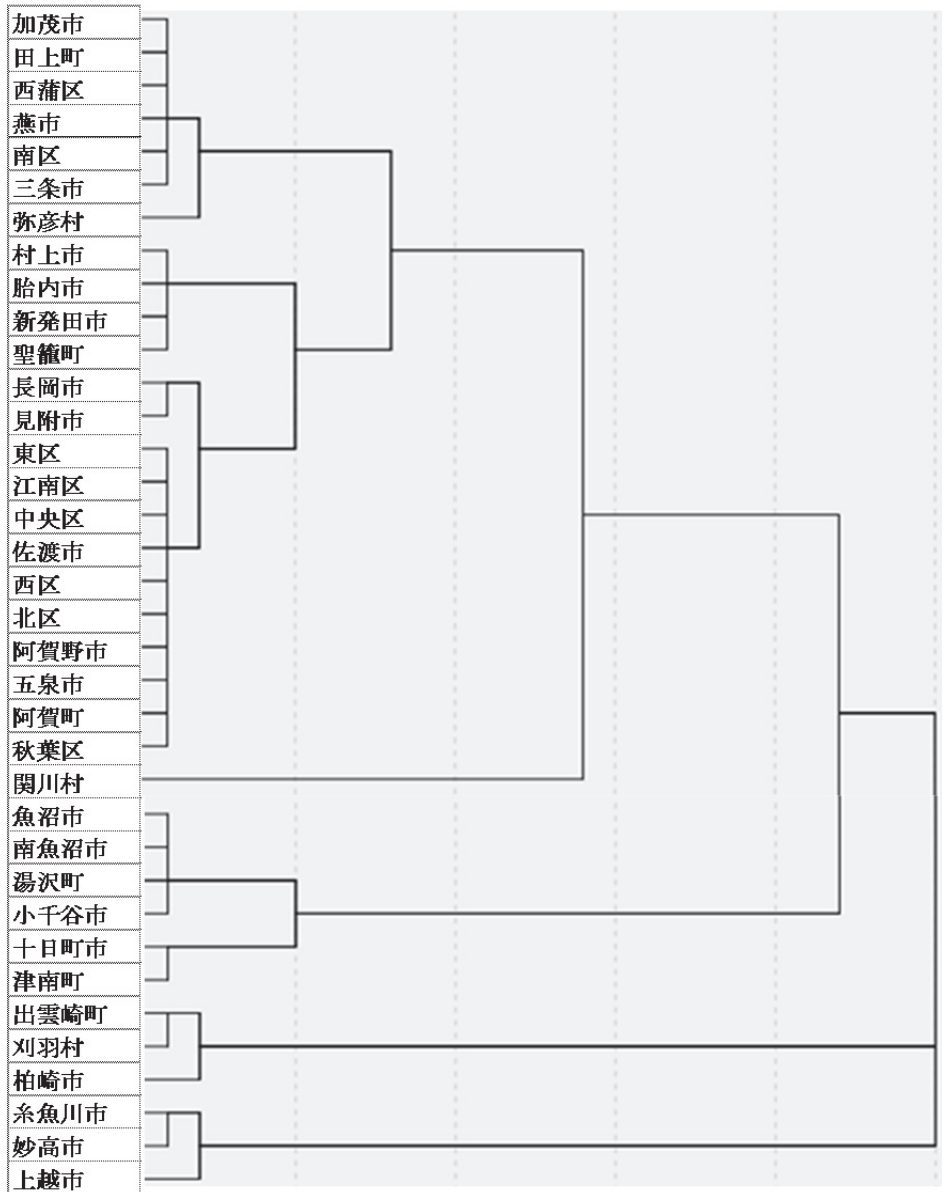 加茂市
田上町
西蒲区
燕市
南区
三条市
弥彦村
村上市
胎内市
新発田市
聖籠町
長岡市
見附市
東区
江南区
中央区
佐渡市
西区
北区
阿賀野市
五泉市
阿賀町
秋葉区
関川村
魚沼市
南魚沼市
湯沢町
小千谷市
十日町市
津南町
出雲崎町
刈羽村
柏崎市
糸魚川市
妙高市
上越市